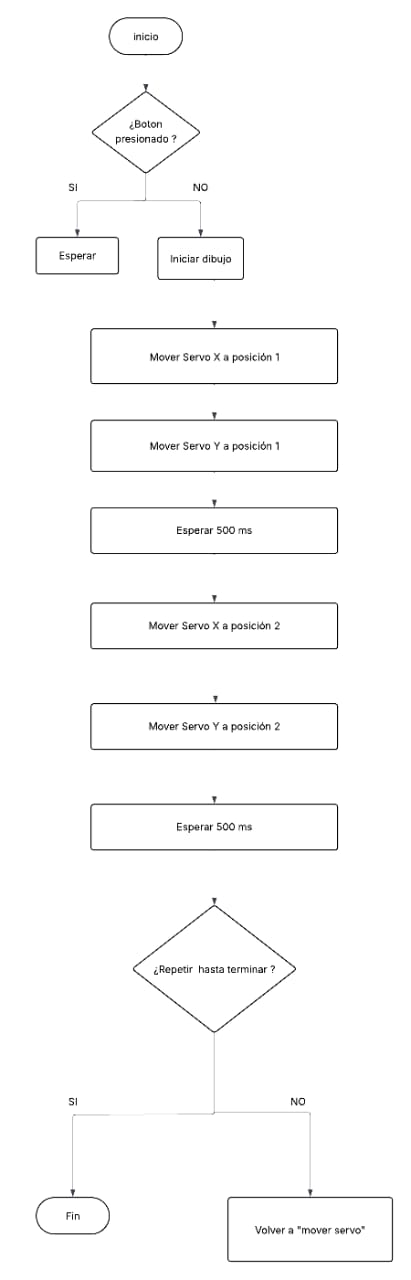 inicio
¿Boton
presionado ?
SI
NO
Esperar
Iniciar dibujo
Mover Servo X a posición 1
Mover Servo Y a posición 1
Esperar 500 ms
Mover Servo X a posición 2
Mover Servo Y a posición 2
Esperar 500 ms
¿Repetir hasta terminar ?
SI
NO
Fin
Volver a "mover servo"